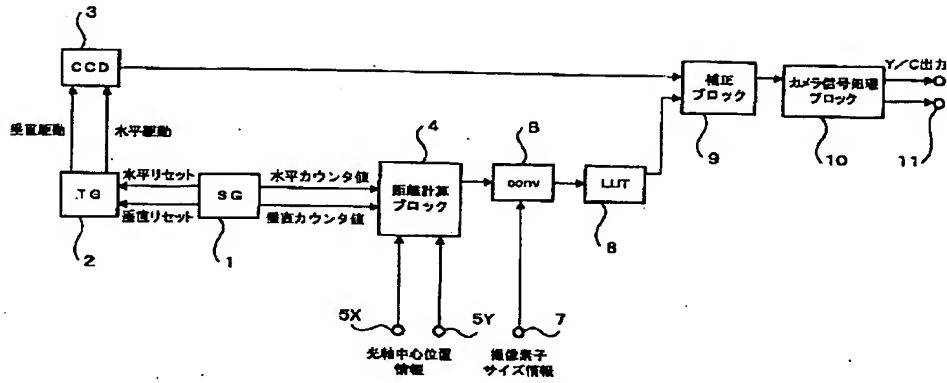 3
CCD
垂直駆動
水平駆動
.TG
2
水平リセット
垂直リセット
SG
1
水平カウンタ値
垂直カウンタ値
4
距離計算
ブロック
5X
5Y
光軸中心位置
情報
6
conv
7
撮像素子
サイズ情報
LUT
8
補正
ブロック
9
カメラ信号処理
ブロック
10
Y/C出力
11